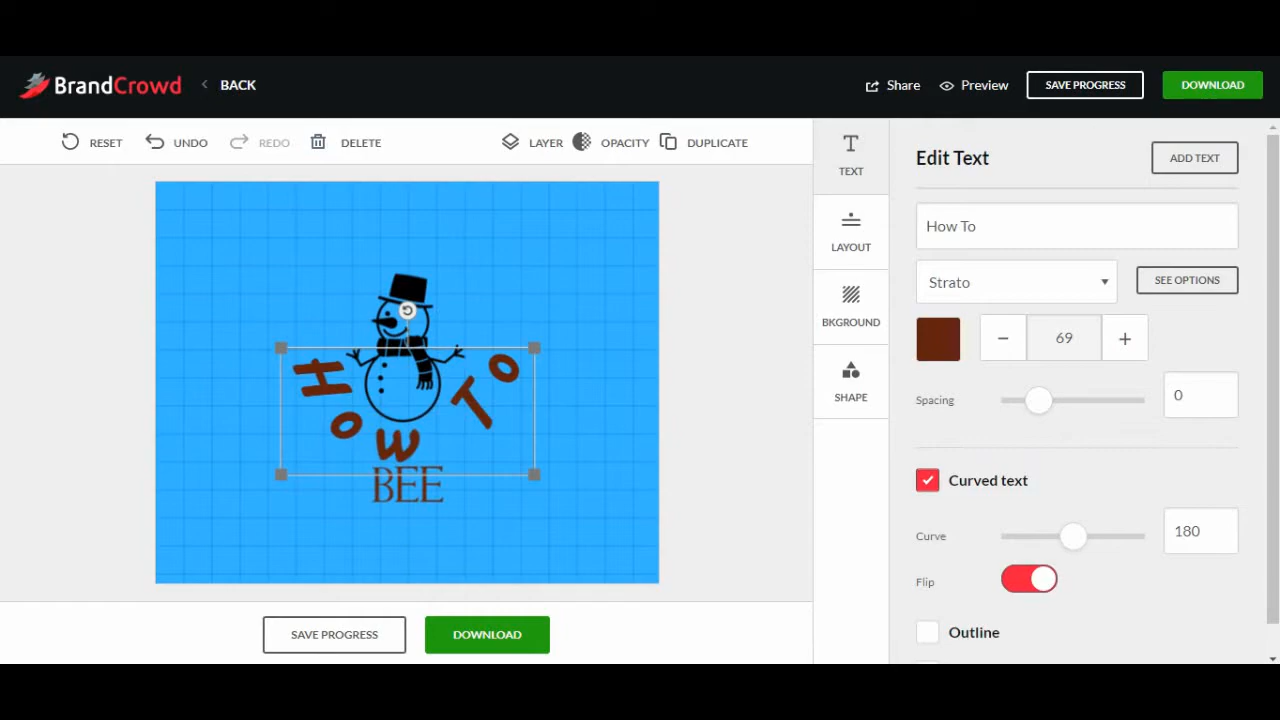 BrandCrowd BACK Share Preview SAVE PROGRESS DOWNLOAD
RESET UNDO REDO DELETE LAYER OPACITY DUPLICATE
How To
BEE
SAVE PROGRESS DOWNLOAD
TEXT
LAYOUT
BKGROUND
SHAPE
Edit Text ADD TEXT
How To
Strato SEE OPTIONS
69
Spacing 0
Curved text
Curve 180
Flip
Outline